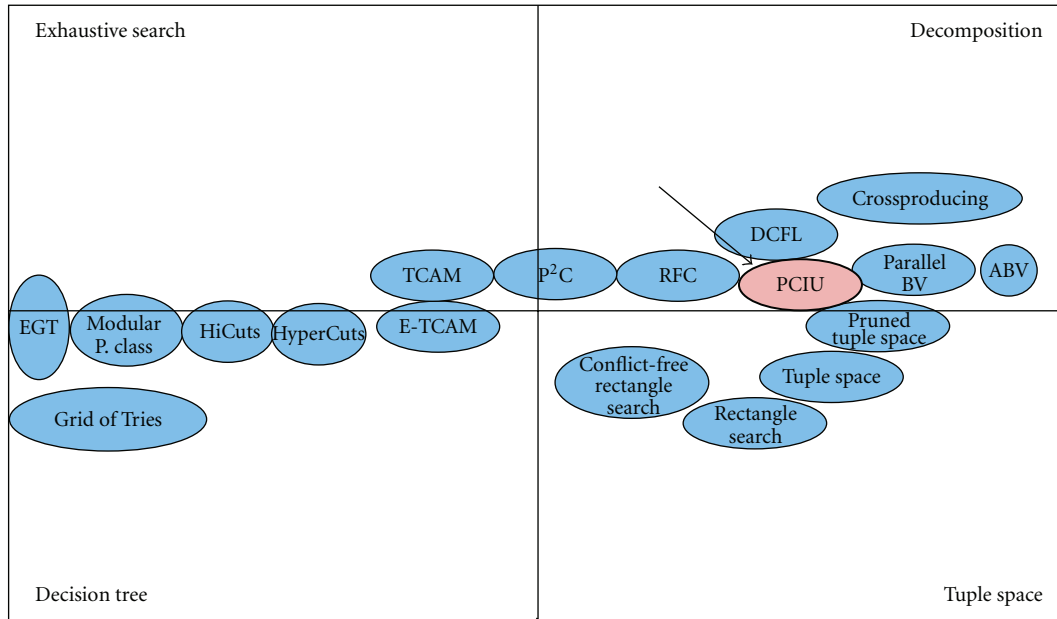 Exhaustive search
Decomposition
Crossproducing
DCFL
TCAM
P²C
RFC
PCIU
Parallel
BV
ABV
EGT
Modular
P. class
HiCuts
HyperCuts
E-TCAM
Pruned
tuple space
Conflict-free
rectangle
search
Tuple space
Grid of Tries
Rectangle
search
Decision tree
Tuple space